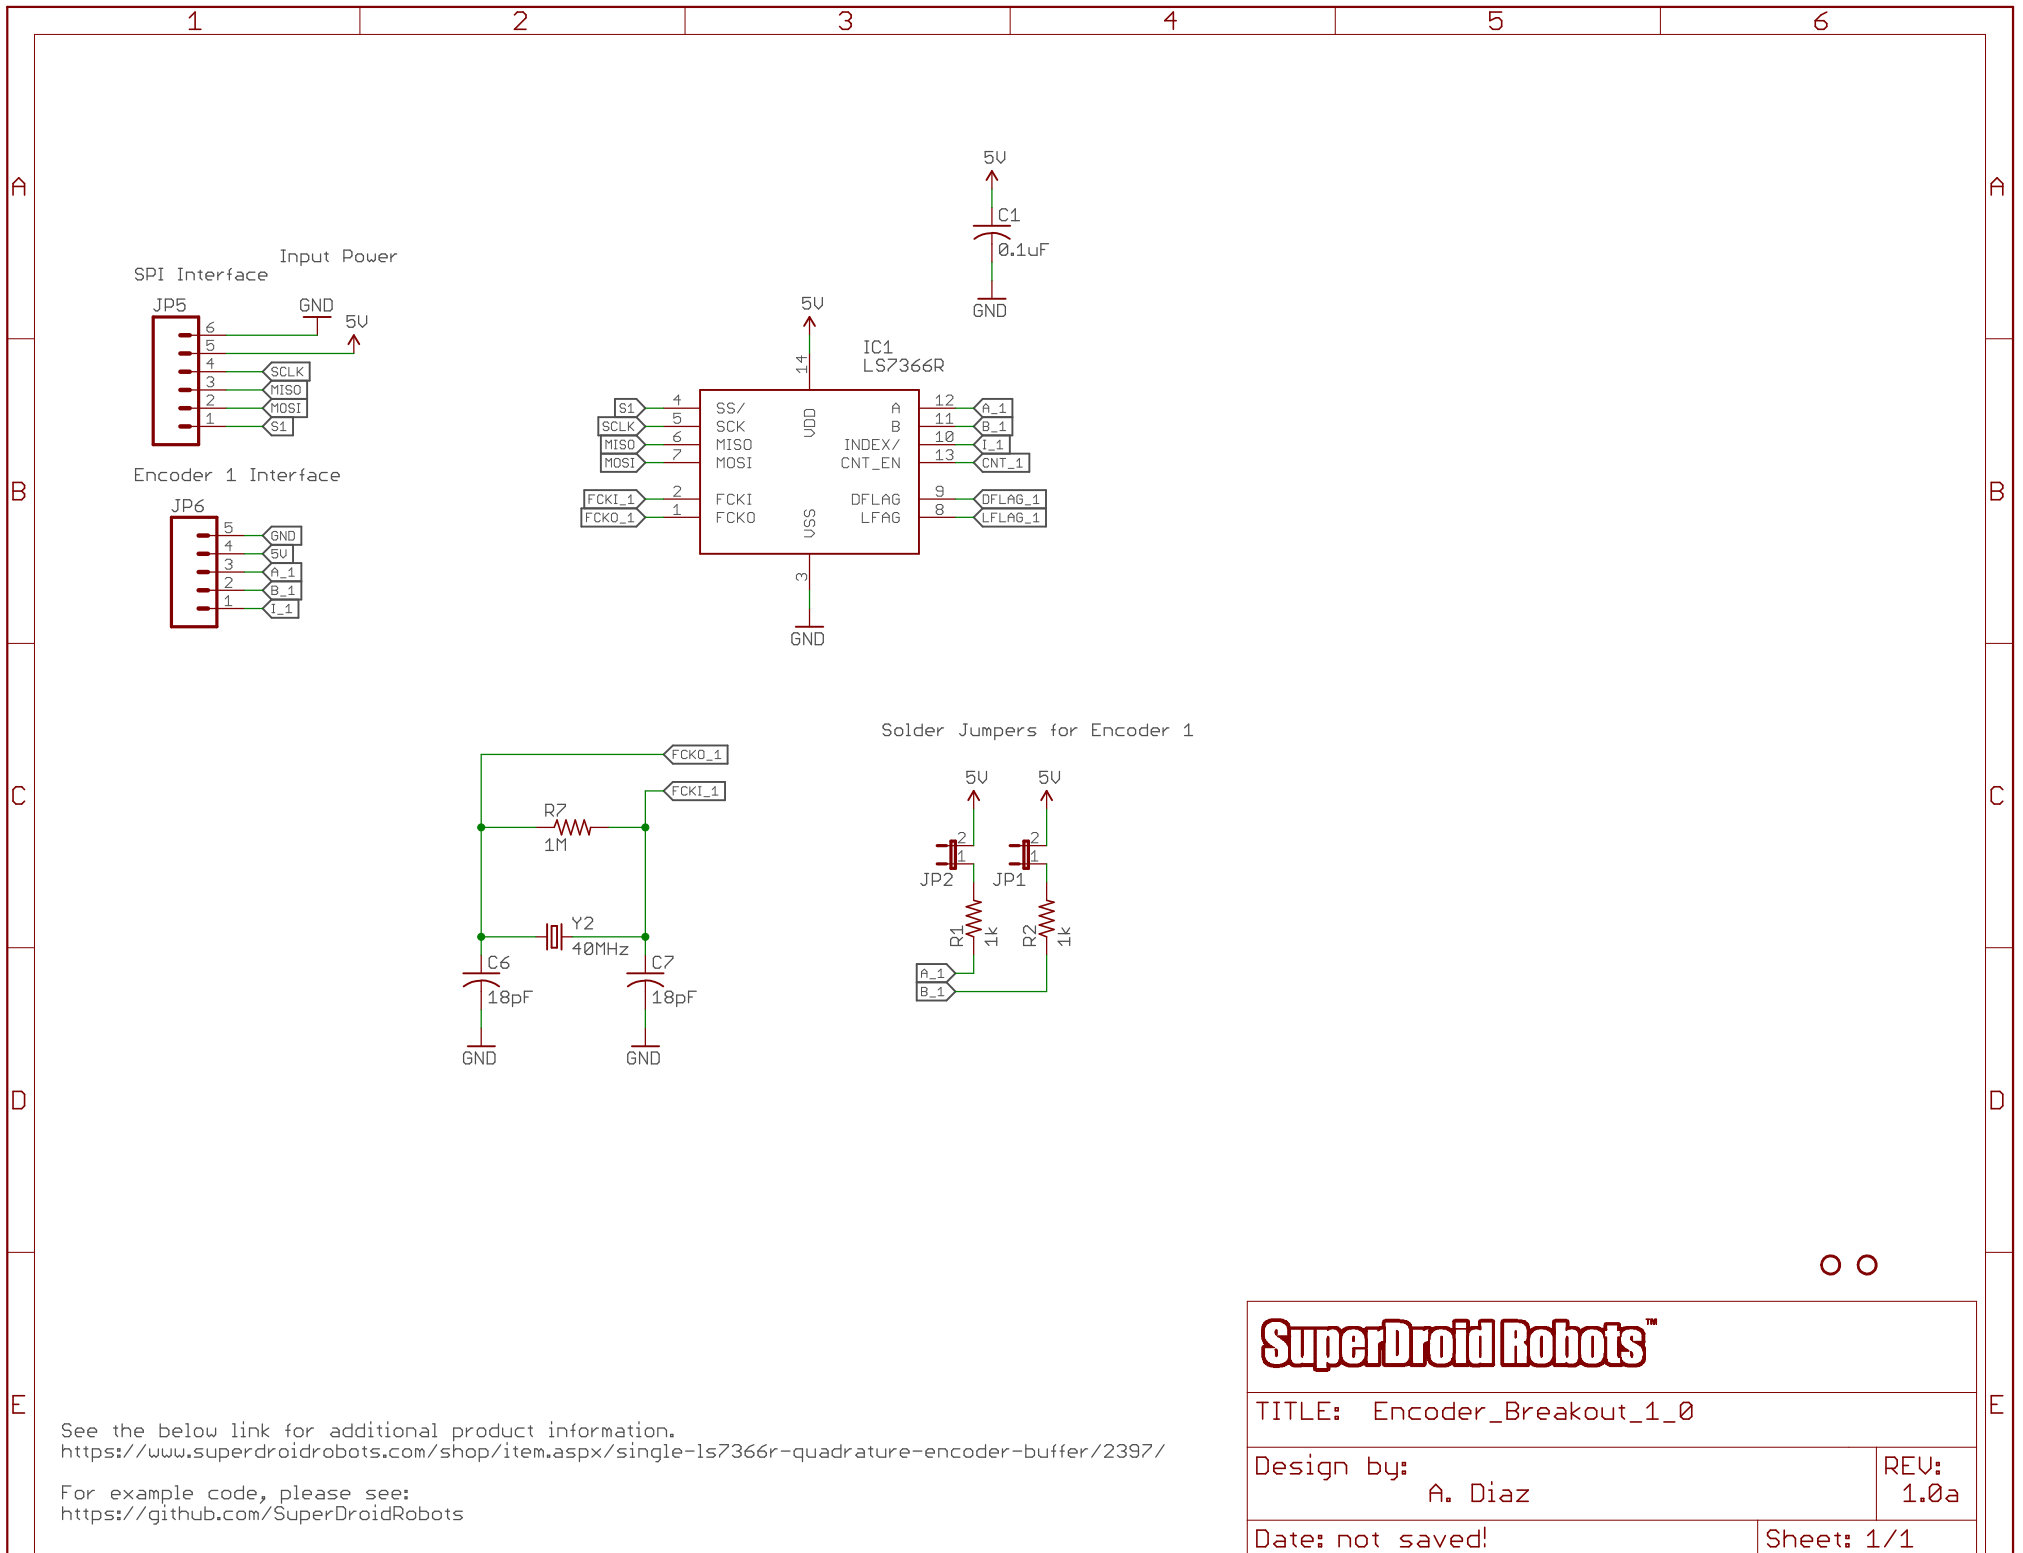 1 2 3 4 5 6
A A
5V
C1
0.1uF
GND
Input Power
SPI Interface
JP5
GND
5V
6
5
4 SCLK
3 MISO
2 MOSI
1 S1
5V
14
IC1
LS7366R
S1 4 SS/
SCLK 5 SCK
MISO 6 MISO
MOSI 7 MOSI
FCKI_1 2 FCKI
FCKO_1 1 FCKO
VDD
VSS
A 12 A_1
B 11 B_1
INDEX/ 10 I_1
CNT_EN 13 CNT_1
DFLAG 9 DFLAG_1
LFAG 8 LFLAG_1
3
GND
B B
Encoder 1 Interface
JP6
5 GND
4 5V
3 A_1
2 B_1
1 I_1
C C
FCKO_1
FCKI_1
R7
1M
Y2
40MHz
C6
18pF
C7
18pF
GND
GND
Solder Jumpers for Encoder 1
5V 5V
2 2
1 1
JP2 JP1
R1 1k R2 1k
A_1
B_1
D D
E E
See the below link for additional product information.
https://www.superdroidrobots.com/shop/item.aspx/single-ls7366r-quadrature-encoder-buffer/2397/
For example code, please see:
https://github.com/SuperDroidRobots
SuperDroid Robots™
TITLE: Encoder_Breakout_1_0
Design by:
A. Diaz
REV:
1.0a
Date: not saved!
Sheet: 1/1